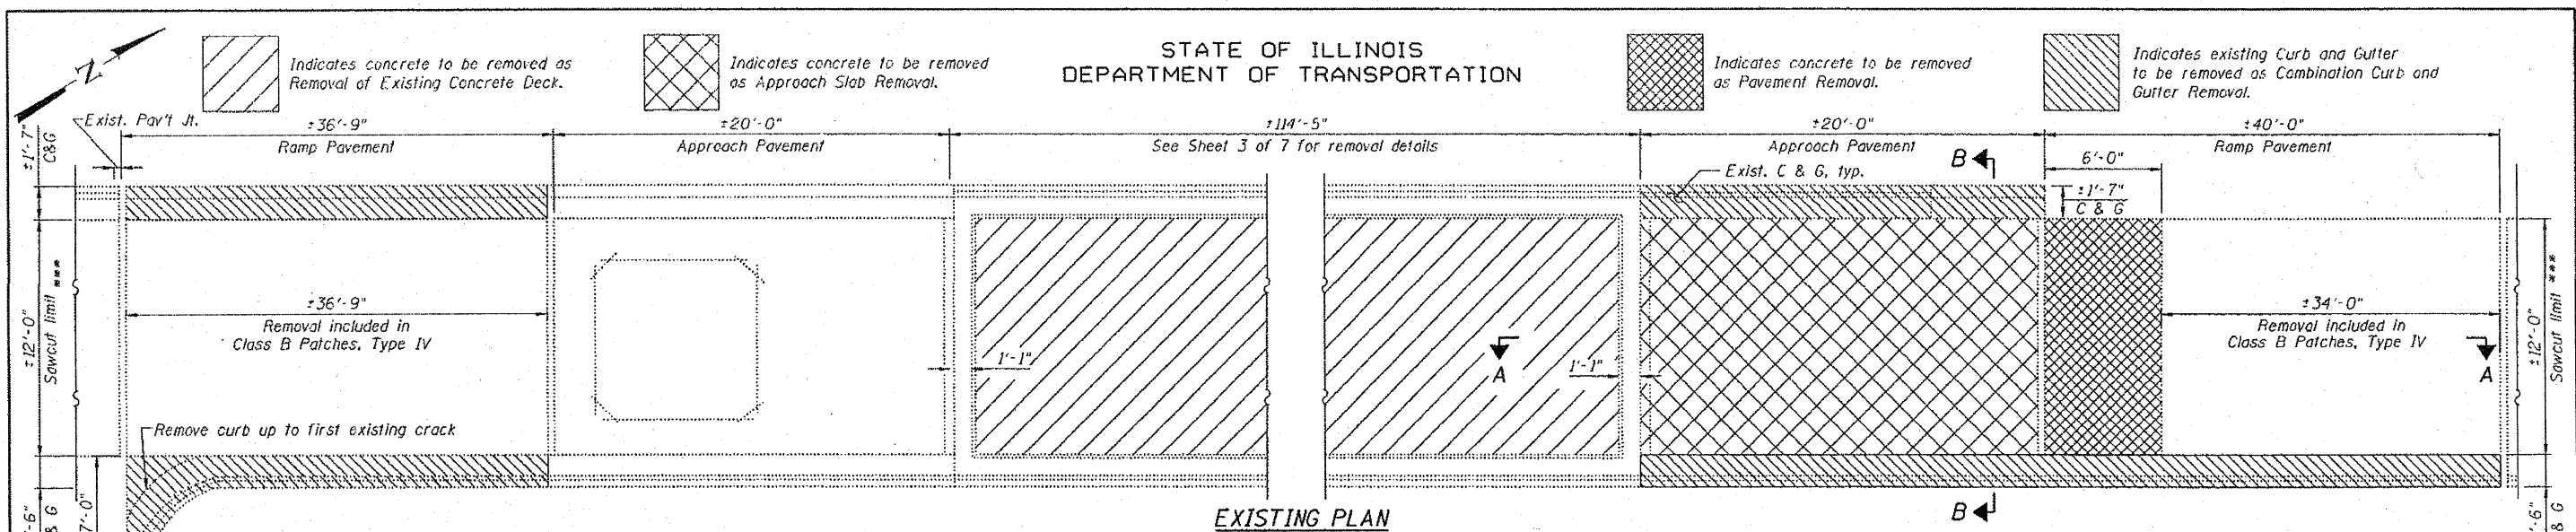 STATE OF ILLINOIS
DEPARTMENT OF TRANSPORTATION
Z
Indicates concrete to be removed as
Removal of Existing Concrete Deck.
Indicates concrete to be removed
as Approach Slab Removal.
Indicates concrete to be removed
as Pavement Removal.
Indicates existing Curb and Gutter
to be removed as Combination Curb and
Gutter Removal.
Exist. Pav't Jt.
±36'-9"
Ramp Pavement
±20'-0"
Approach Pavement
±114'-5"
See Sheet 3 of 7 for removal details
±20'-0"
Approach Pavement
±40'-0"
Ramp Pavement
±1'-7"
C&G
B
6'-0"
Exist. C & G, typ.
±1'-7"
C & G
±12'-0"
Sawcut limit ***
±36'-9"
Removal included in
Class B Patches, Type IV
1'-1"
A
1'-1"
±34'-0"
Removal included in
Class B Patches, Type IV
A
±12'-0"
Sawcut limit ***
Remove curb up to first existing crack
7'-0"
-6"
& G
EXISTING PLAN
B
'-6"
& G